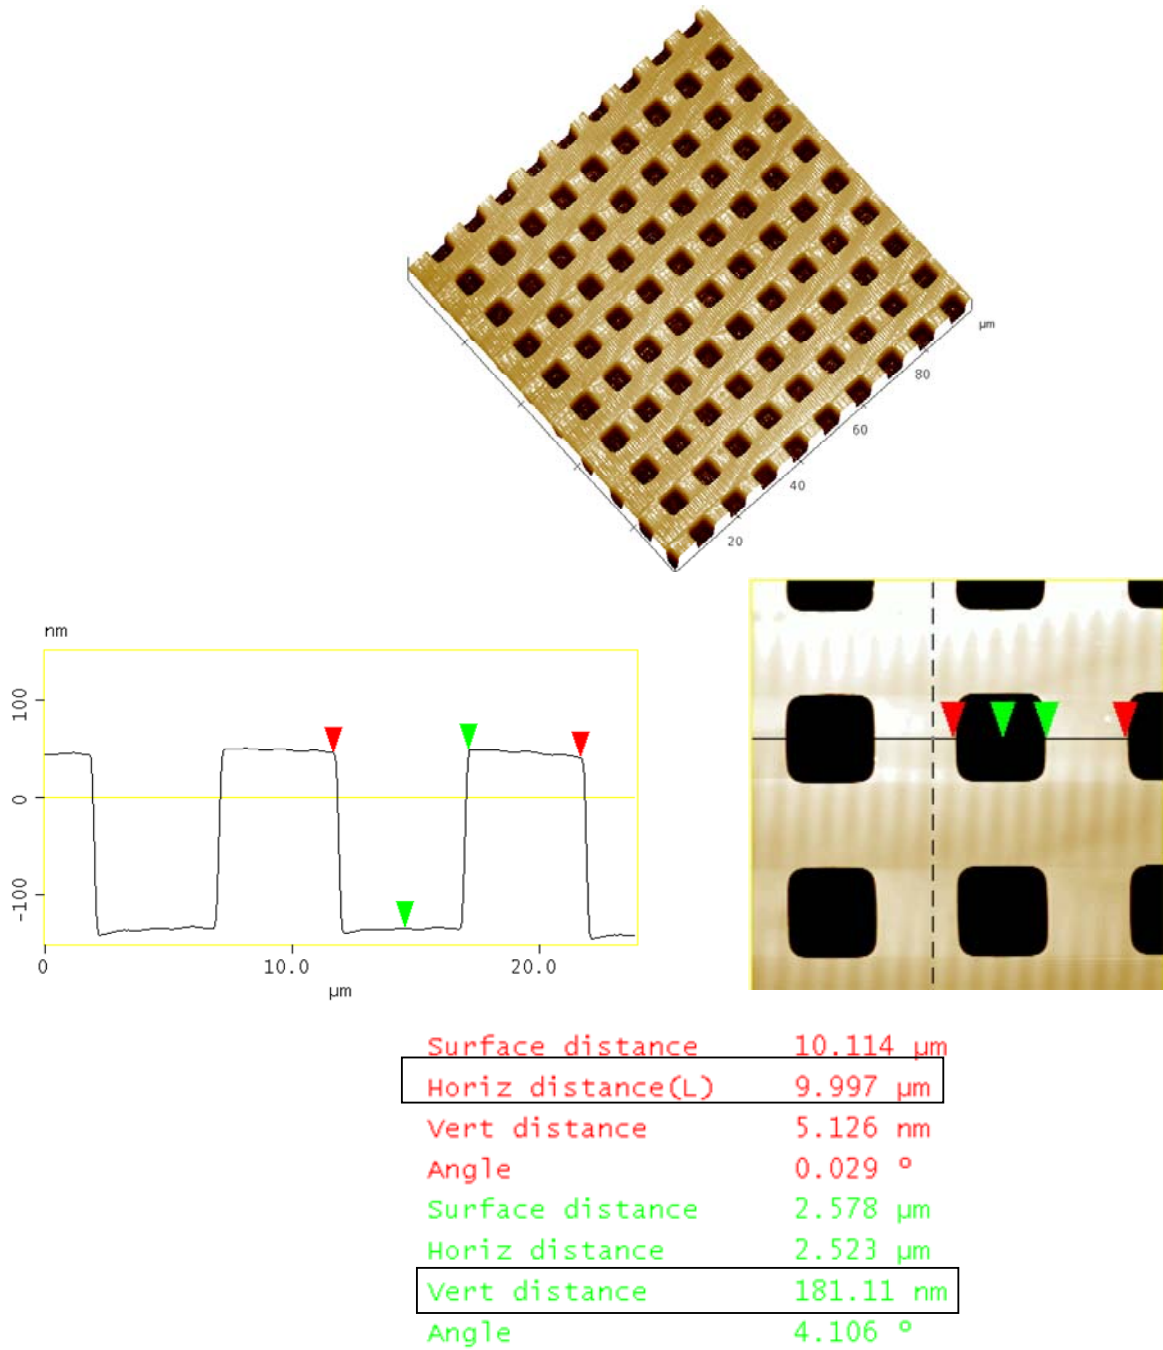 µm
80
60
40
20
nm
100
0
-100
0
10.0
20.0
µm
Surface distance 10.114 µm
Horiz distance(L) 9.997 µm
Vert distance 5.126 nm
Angle 0.029 º
Surface distance 2.578 µm
Horiz distance 2.523 µm
Vert distance 181.11 nm
Angle 4.106 º